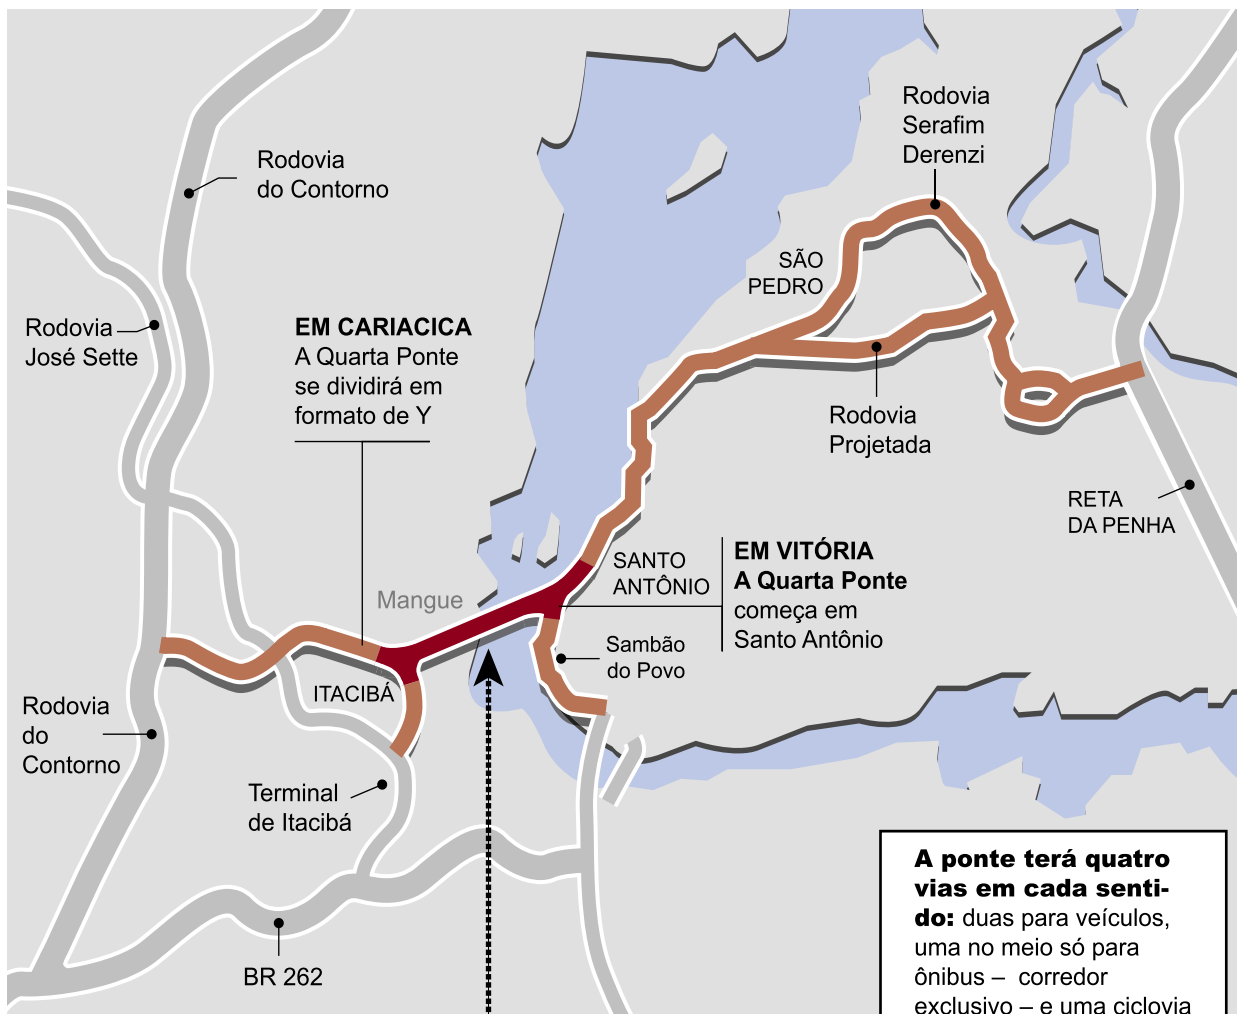 Rodovia
Serafim
Derenzi
Rodovia
do Contorno
SÃO
PEDRO
Rodovia
José Sette
EM CARIACICA
A Quarta Ponte
se dividirá em
formato de Y
Rodovia
Projetada
RETA
DA PENHA
SANTO
ANTÔNIO
EM VITÓRIA
A Quarta Ponte
começa em
Santo Antônio
Mangue
Sambão
do Povo
ITACIBÁ
Rodovia
do
Contorno
Terminal
de Itacibá
BR 262
A ponte terá quatro
vias em cada senti-
do: duas para veículos,
uma no meio só para
ônibus – corredor
exclusivo – e uma ciclovia